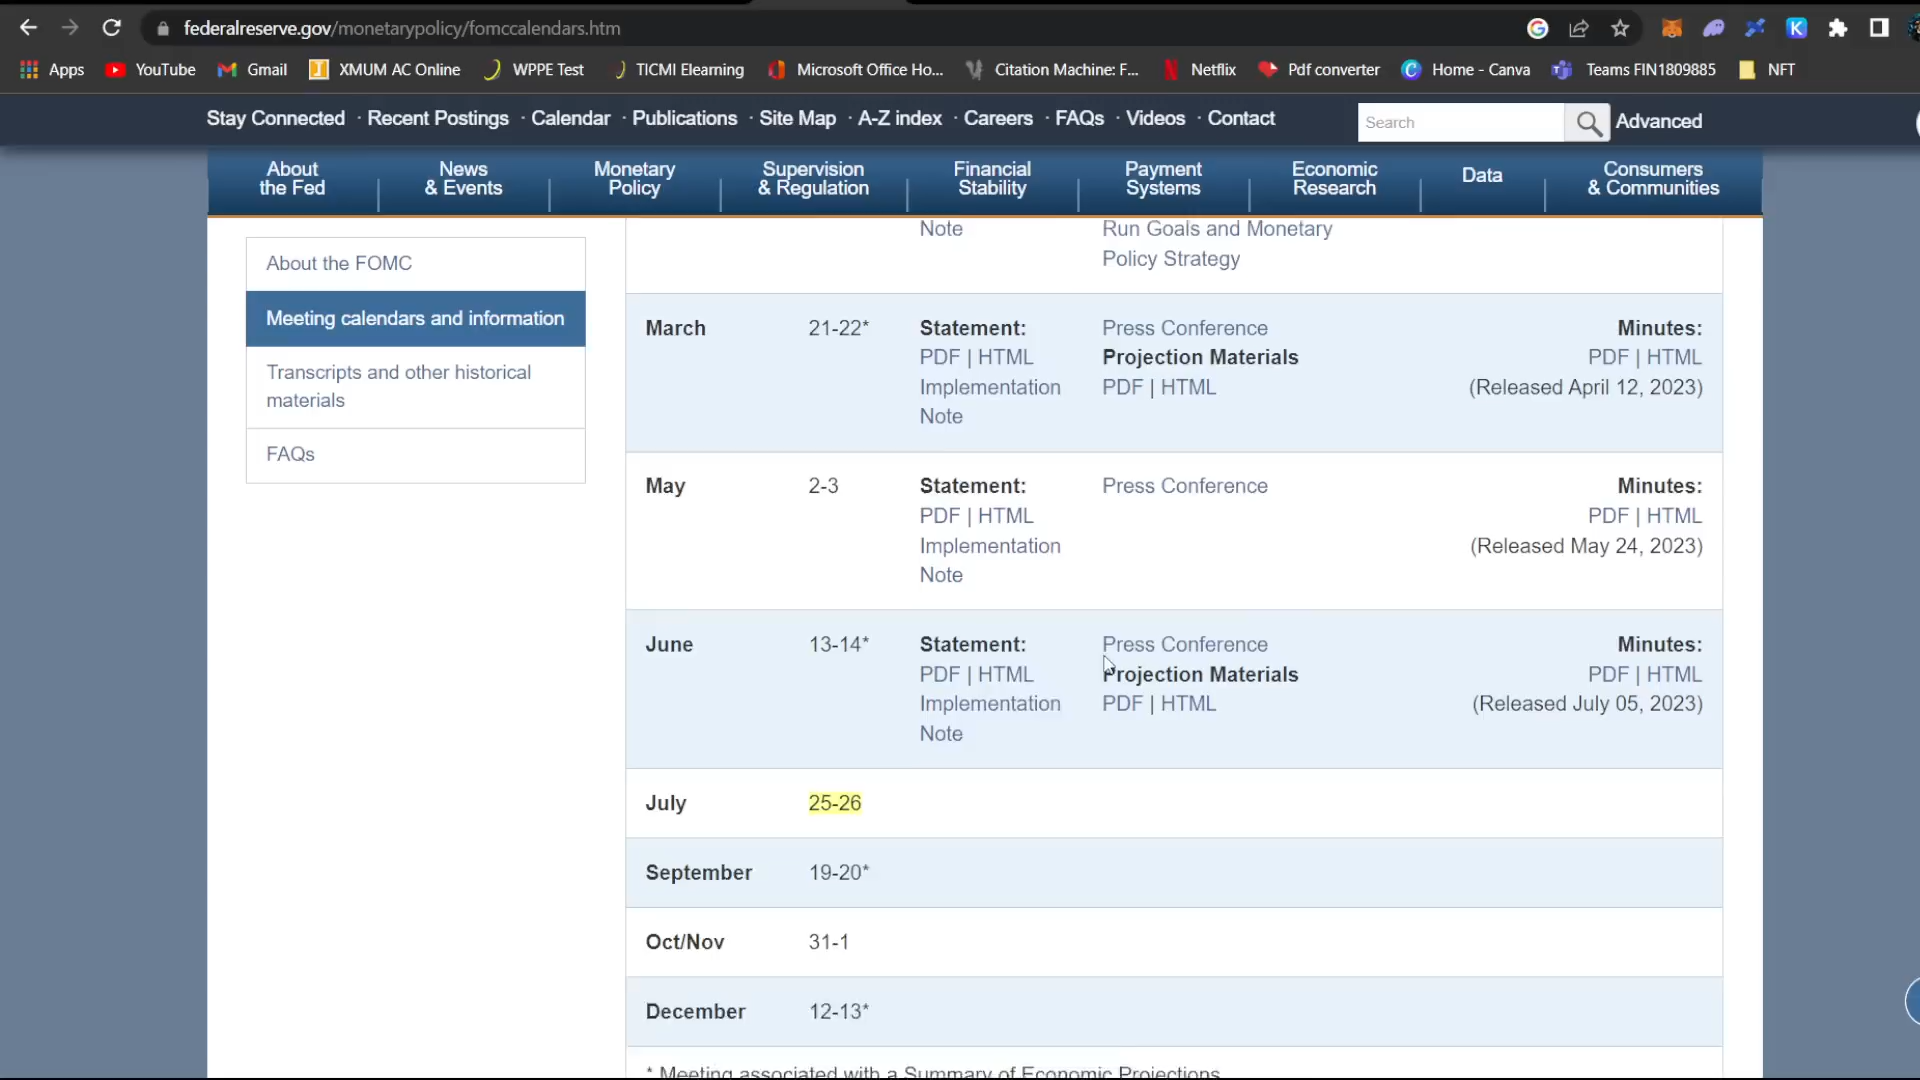 federalreserve.gov/monetarypolicy/fomccalendars.htm
Apps YouTube Gmail XMUM AC Online WPPE Test TICMI Elearning Microsoft Office Ho... Citation Machine: F... Netflix Pdf converter Home - Canva Teams FIN1809885 NFT
Stay Connected · Recent Postings · Calendar · Publications · Site Map · A-Z index · Careers · FAQs · Videos · Contact
Search
Advanced
About
the Fed
News
& Events
Monetary
Policy
Supervision
& Regulation
Financial
Stability
Payment
Systems
Economic
Research
Data
Consumers
& Communities
About the FOMC
Meeting calendars and information
Transcripts and other historical
materials
FAQs
Note Run Goals and Monetary
Policy Strategy
March 21-22* Statement: Press Conference Minutes:
PDF | HTML Projection Materials PDF | HTML
Implementation PDF | HTML (Released April 12, 2023)
Note
May 2-3 Statement: Press Conference Minutes:
PDF | HTML PDF | HTML
Implementation (Released May 24, 2023)
Note
June 13-14* Statement: Press Conference Minutes:
PDF | HTML Projection Materials PDF | HTML
Implementation PDF | HTML (Released July 05, 2023)
Note
July 25-26
September 19-20*
Oct/Nov 31-1
December 12-13*
* Meeting associated with a Summary of Economic Projections